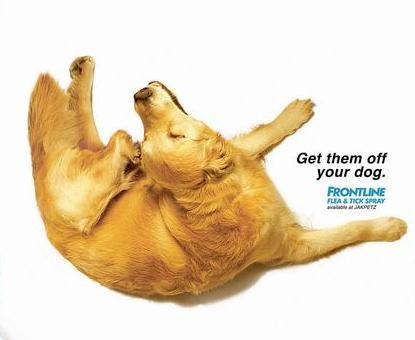 Get them off
your dog.
FRONTLINE
FLEA & TICK SPRAY
available at JAKPETZ